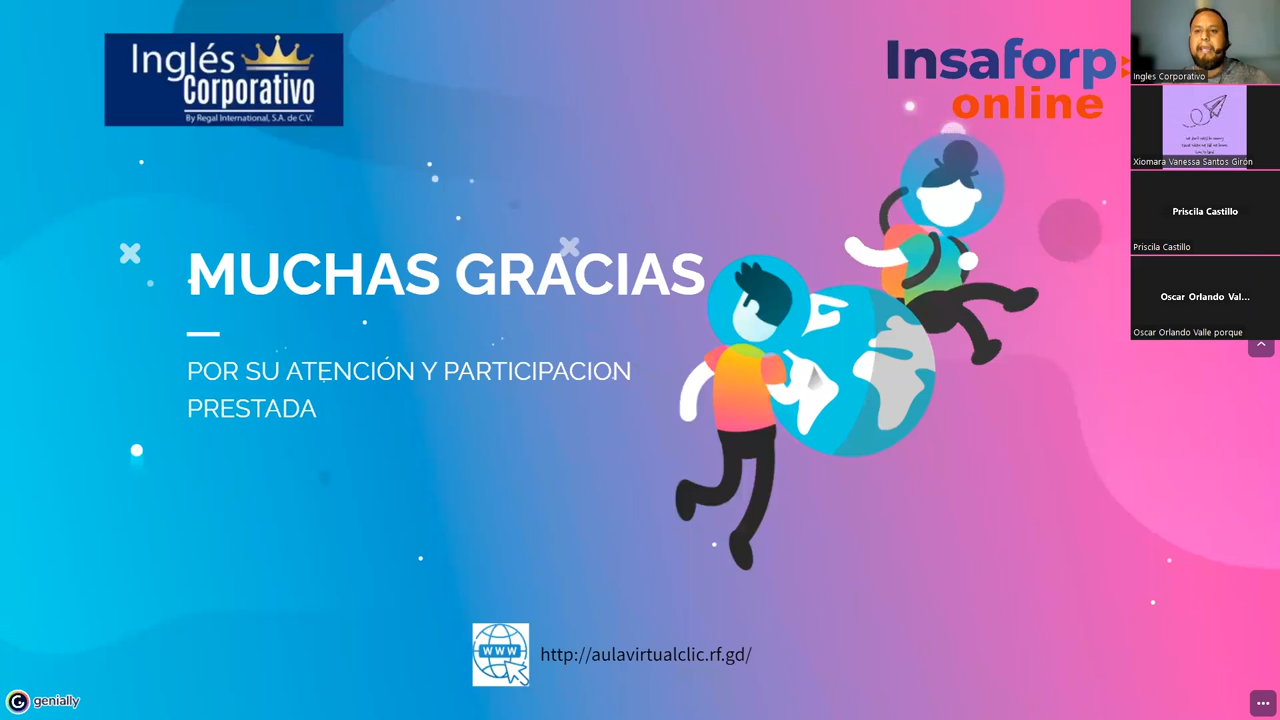 Inglés
Corporativo
By Regal International, S.A. de C.V.
Insaforp
online
MUCHAS GRACIAS
POR SU ATENCIÓN Y PARTICIPACION
PRESTADA
WWW
http://aulavirtualclic.rf.gd/
genially
Ingles Corporativo
Xiomara Vanessa Santos Girón
Priscila Castillo
Priscila Castillo
Oscar Orlando Val...
Oscar Orlando Valle porque